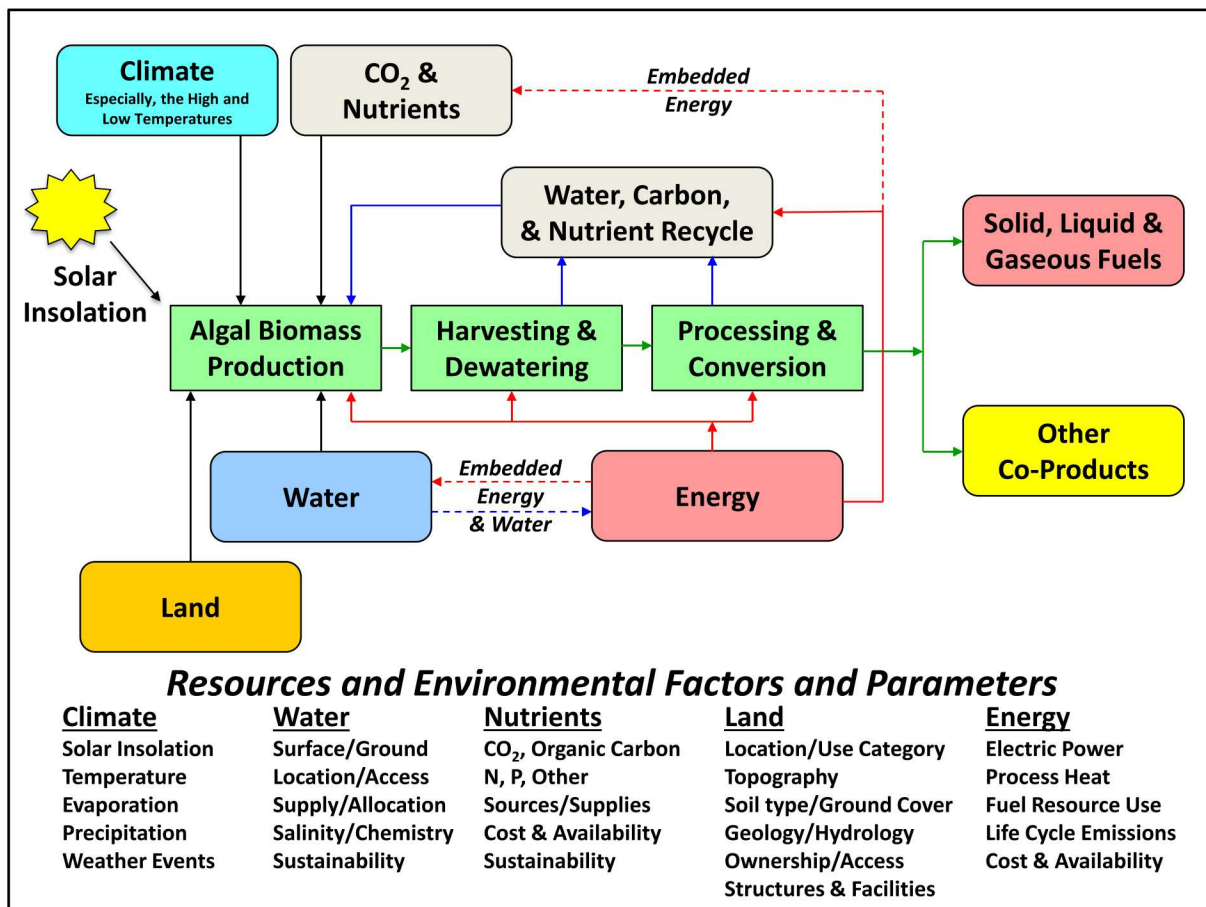 Climate
Especially, the High and
Low Temperatures
CO₂ &
Nutrients
Embedded
Energy
Water, Carbon,
& Nutrient Recycle
Solid, Liquid &
Gaseous Fuels
Solar
Insolation
Algal Biomass
Production
Harvesting &
Dewatering
Processing &
Conversion
Other
Co-Products
Water
Embedded
Energy
& Water
Energy
Land
Resources and Environmental Factors and Parameters
Climate
Solar Insolation
Temperature
Evaporation
Precipitation
Weather Events
Water
Surface/Ground
Location/Access
Supply/Allocation
Salinity/Chemistry
Sustainability
Nutrients
CO₂, Organic Carbon
N, P, Other
Sources/Supplies
Cost & Availability
Sustainability
Land
Location/Use Category
Topography
Soil type/Ground Cover
Geology/Hydrology
Ownership/Access
Structures & Facilities
Energy
Electric Power
Process Heat
Fuel Resource Use
Life Cycle Emissions
Cost & Availability